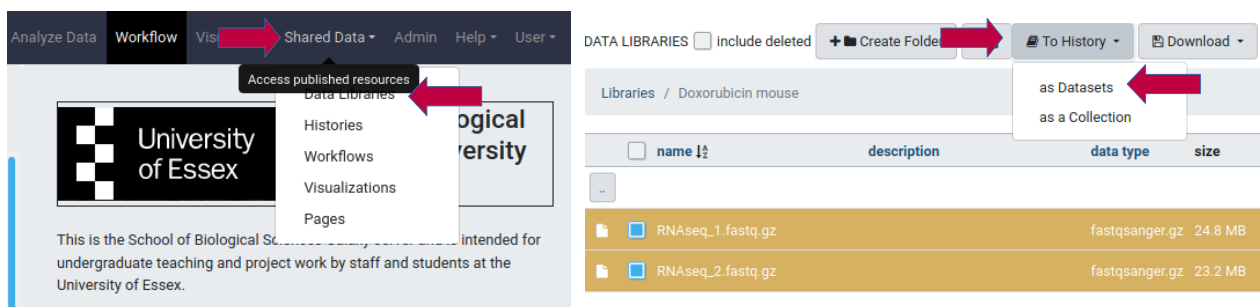 Analyze Data Workflow Shared Data Admin Help User
Access published resources
Data Libraries
Histories
Workflows
Visualizations
Pages
University
of Essex
ogical
ersity
This is the School of Biological and is intended for
undergraduate teaching and project work by staff and students at the
University of Essex.
DATA LIBRARIES include deleted + Create Folder To History Download
as Datasets
as a Collection
Libraries / Doxorubicin mouse
name description data type size
..
RNAseq_1.fastq.gz fastqsanger.gz 24.8 MB
RNAseq_2.fastq.gz fastqsanger.gz 23.2 MB